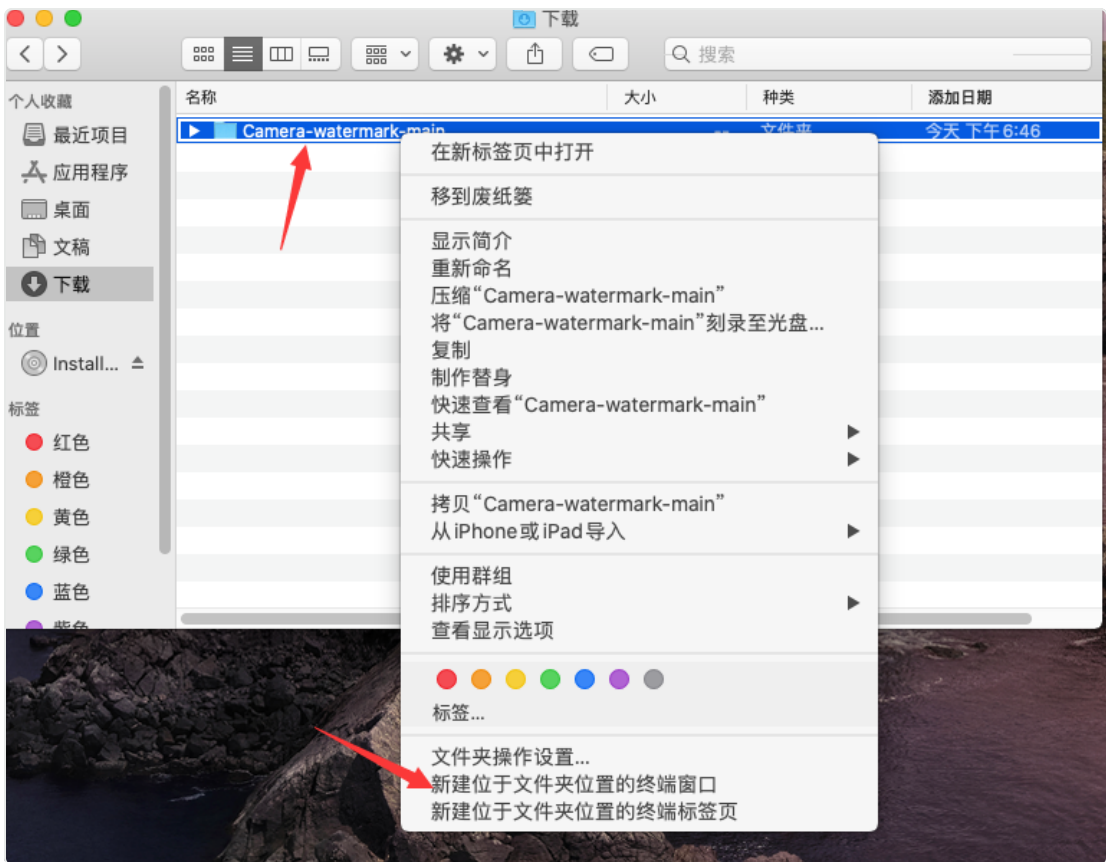 下载
搜索
个人收藏
最近项目
应用程序
桌面
文稿
下载
位置
Install...
标签
红色
橙色
黄色
绿色
蓝色
紫色
名称 大小 种类 添加日期
Camera-watermark-main -- 文件夹 今天 下午6:46
在新标签页中打开
移到废纸篓
显示简介
重新命名
压缩“Camera-watermark-main”
将“Camera-watermark-main”刻录至光盘...
复制
制作替身
快速查看“Camera-watermark-main”
共享
快速操作
拷贝“Camera-watermark-main”
从iPhone或iPad导入
使用群组
排序方式
查看显示选项
标签...
文件夹操作设置...
新建位于文件夹位置的终端窗口
新建位于文件夹位置的终端标签页